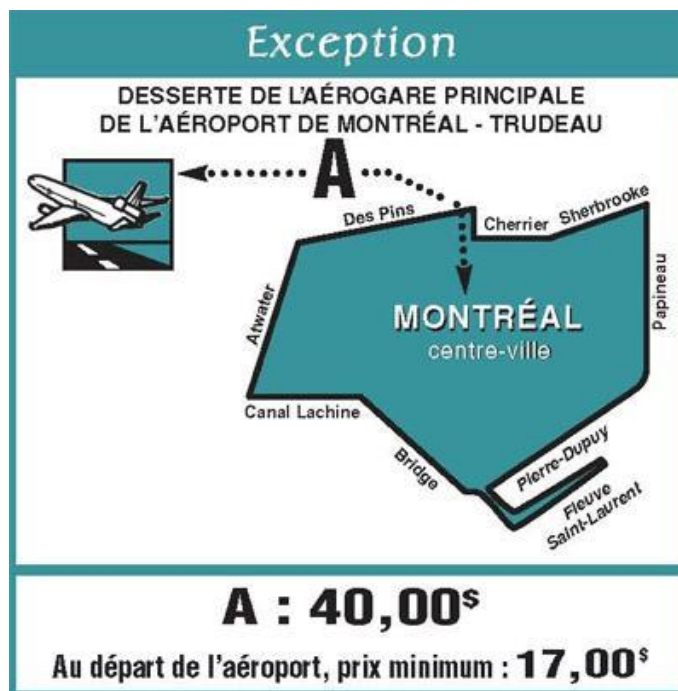 Exception
DESSERTE DE L'AÉROGARE PRINCIPALE
DE L'AÉROPORT DE MONTRÉAL - TRUDEAU
A
Des Pins
Cherrier
Sherbrooke
Atwater
Papineau
MONTRÉAL
centre-ville
Canal Lachine
Bridge
Pierre-Dupuy
Fleuve
Saint-Laurent
A : 40,00$
Au départ de l'aéroport, prix minimum : 17,00$